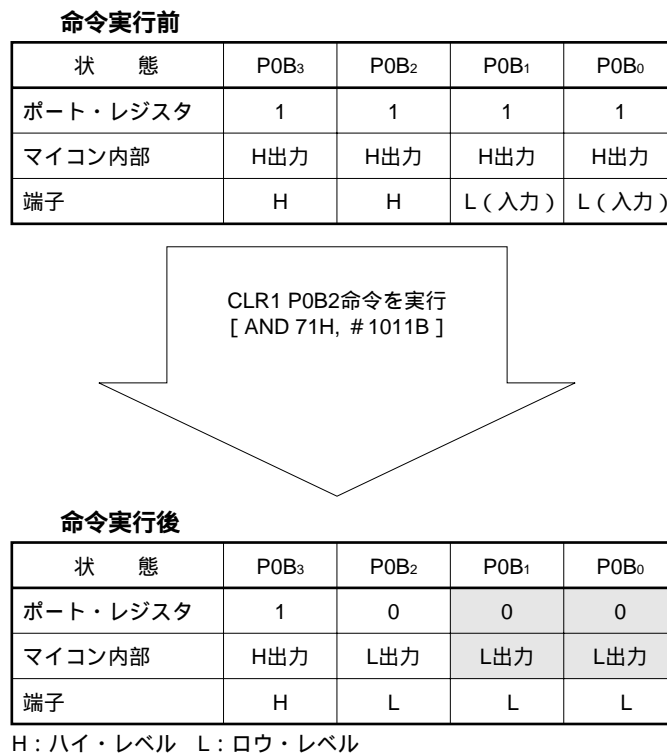 命令実行前
状　態 P0B3 P0B2 P0B1 P0B0
ポート・レジスタ 1 1 1 1
マイコン内部 H出力 H出力 H出力 H出力
端子 H H L（入力） L（入力）
CLR1 P0B2命令を実行
［AND 71H, ＃1011B］
命令実行後
状　態 P0B3 P0B2 P0B1 P0B0
ポート・レジスタ 1 0 0 0
マイコン内部 H出力 L出力 L出力 L出力
端子 H L L L
H：ハイ・レベル　L：ロウ・レベル